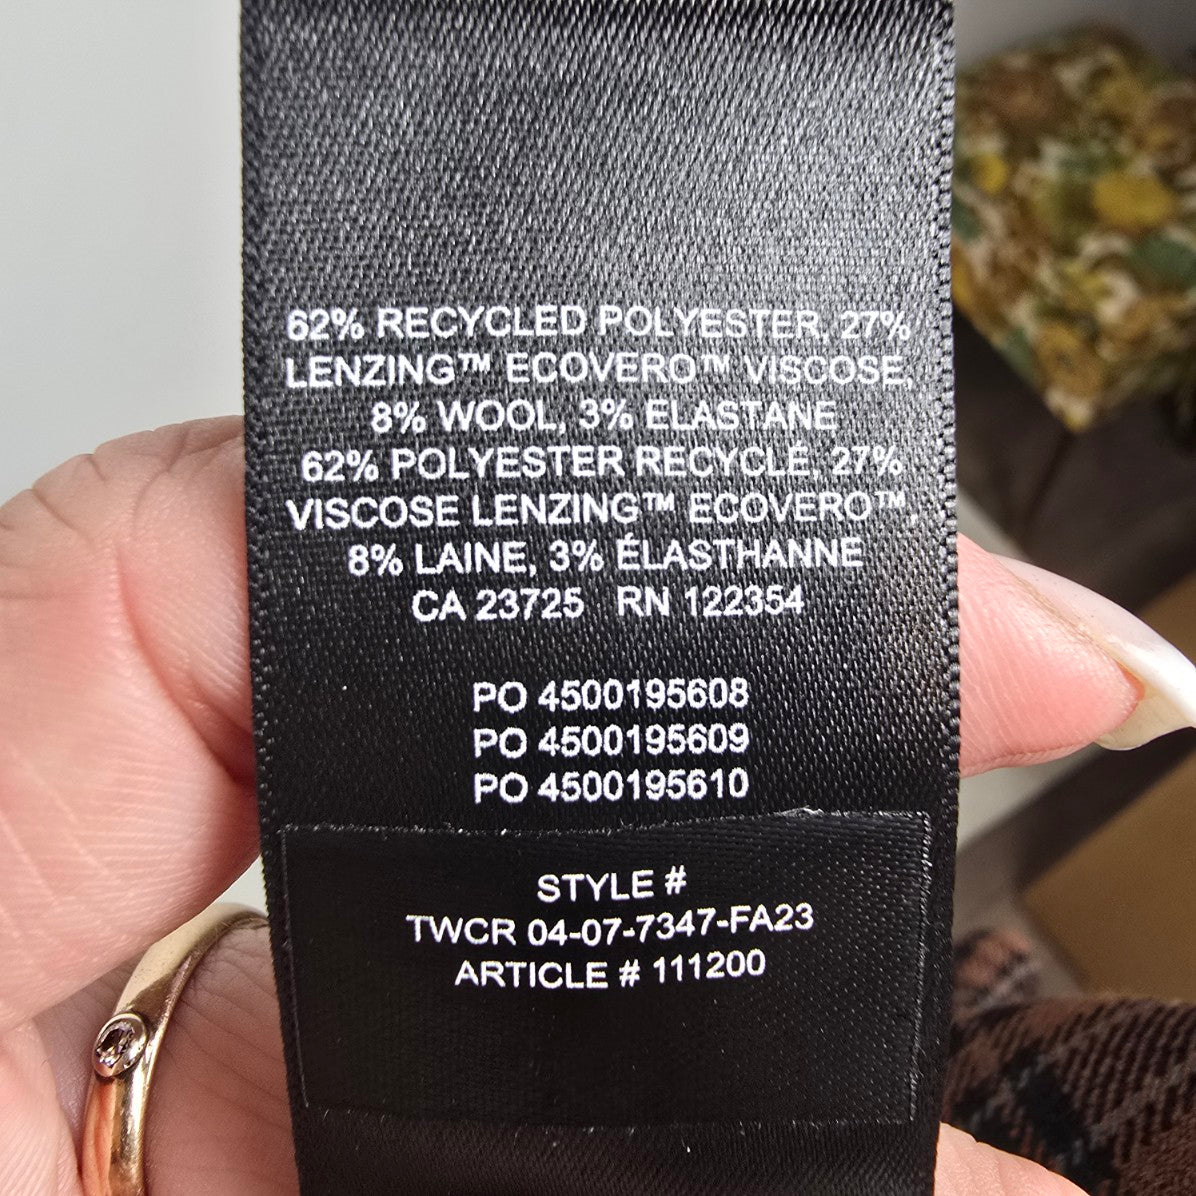 62% RECYCLED POLYESTER, 27%
LENZING™ ECOVERO™ VISCOSE,
8% WOOL, 3% ELASTANE
62% POLYESTER RECYCLÉ, 27%
VISCOSE LENZING™ ECOVERO™,
8% LAINE, 3% ÉLASTHANNE
CA 23725 RN 122354
PO 4500195608
PO 4500195609
PO 4500195610
STYLE #
TWCR 04-07-7347-FA23
ARTICLE # 111200